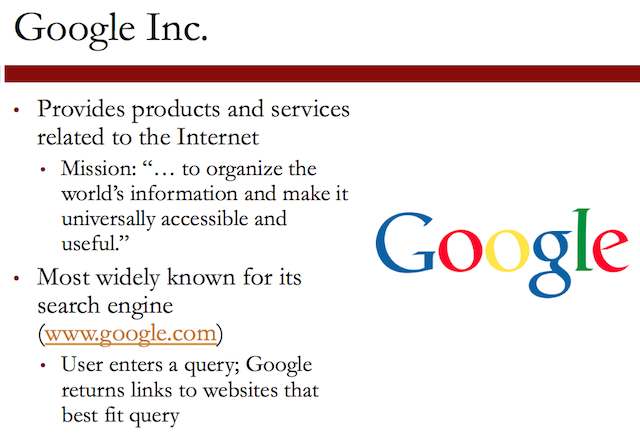 Google Inc.
• Provides products and services
related to the Internet
• Mission: “… to organize the
world’s information and make it
universally accessible and
useful.”
• Most widely known for its
search engine
(www.google.com)
• User enters a query; Google
returns links to websites that
best fit query
Google